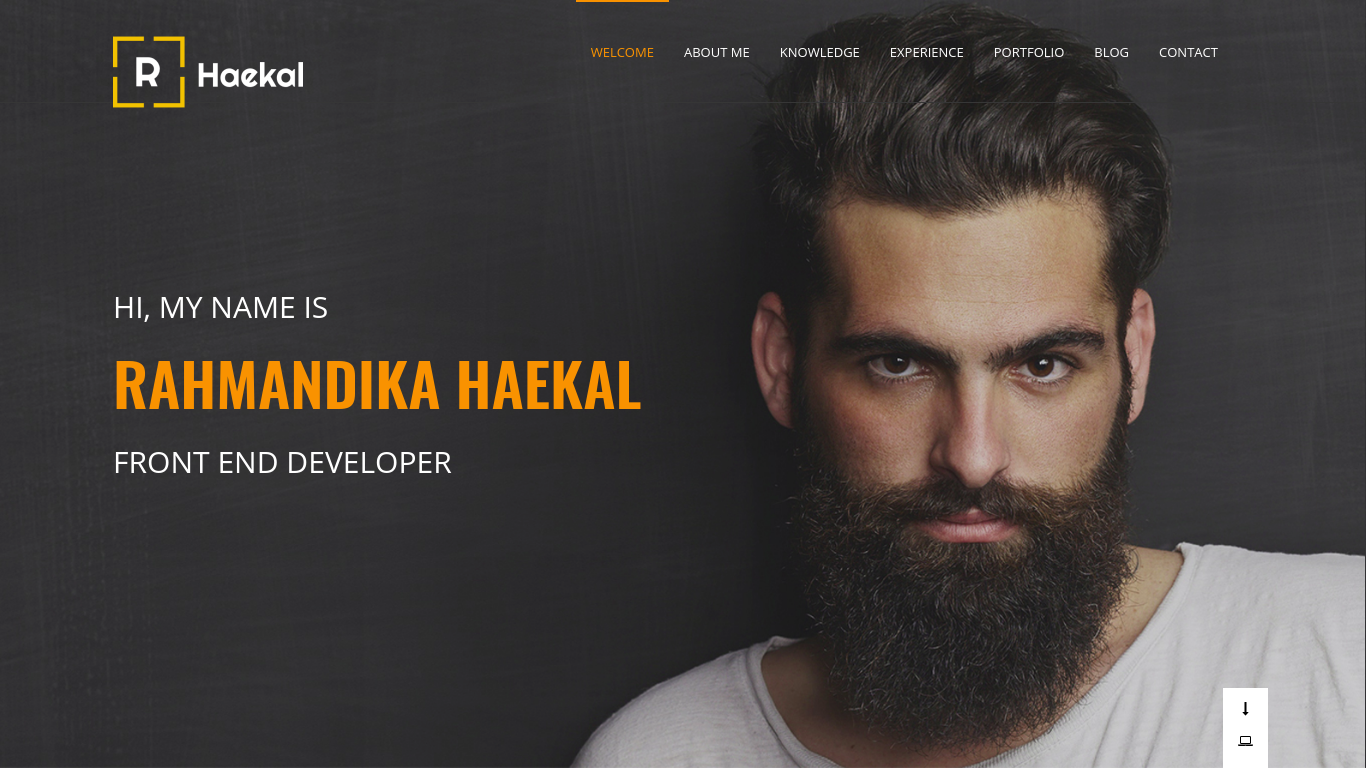 R Haekal
WELCOME ABOUT ME KNOWLEDGE EXPERIENCE PORTFOLIO BLOG CONTACT
HI, MY NAME IS
RAHMANDIKA HAEKAL
FRONT END DEVELOPER